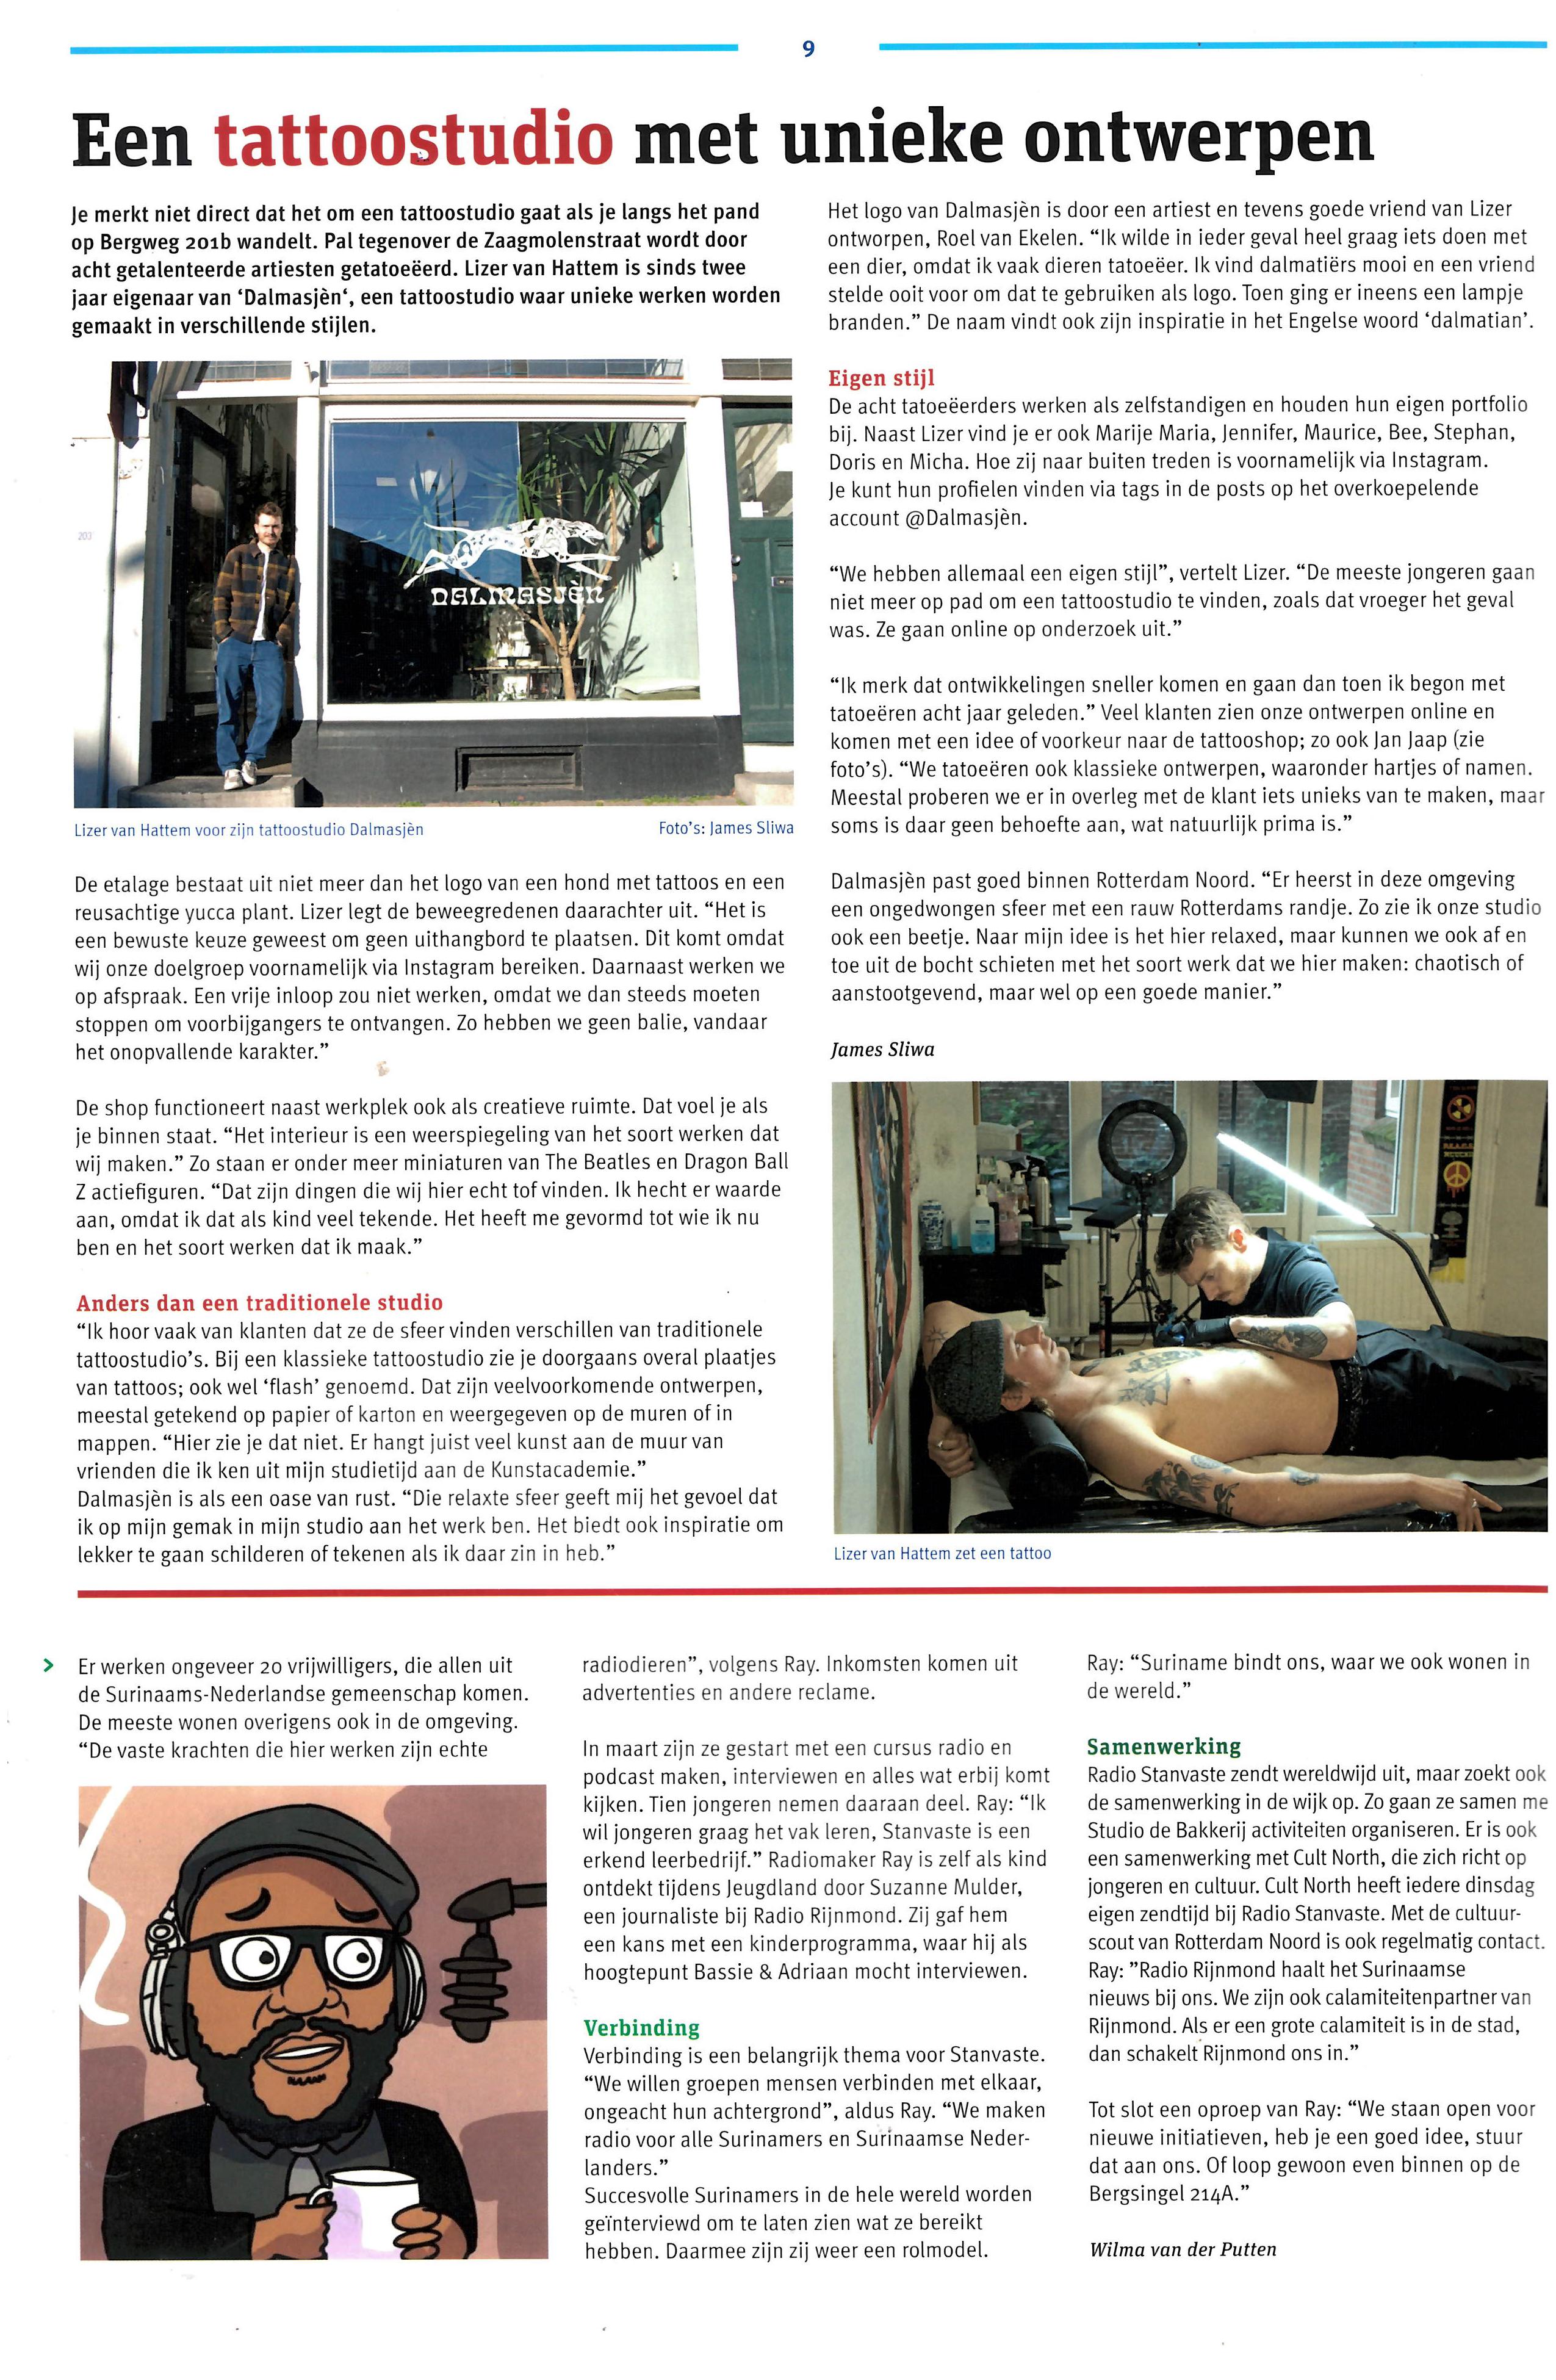 9
Een tattoostudio met unieke ontwerpen
Je merkt niet direct dat het om een tattoostudio gaat als je langs het pand
op Bergweg 201b wandelt. Pal tegenover de Zaagmolenstraat wordt door
acht getalenteerde artiesten getatoeëerd. Lizer van Hattem is sinds twee
jaar eigenaar van ‘Dalmasjèn‘, een tattoostudio waar unieke werken worden
gemaakt in verschillende stijlen.
203
DALMASJÈN
Lizer van Hattem voor zijn tattoostudio Dalmasjèn
Foto's: James Sliwa
De etalage bestaat uit niet meer dan het logo van een hond met tattoos en een
reusachtige yucca plant. Lizer legt de beweegredenen daarachter uit. “Het is
een bewuste keuze geweest om geen uithangbord te plaatsen. Dit komt omdat
wij onze doelgroep voornamelijk via Instagram bereiken. Daarnaast werken we
op afspraak. Een vrije inloop zou niet werken, omdat we dan steeds moeten
stoppen om voorbijgangers te ontvangen. Zo hebben we geen balie, vandaar
het onopvallende karakter.”
De shop functioneert naast werkplek ook als creatieve ruimte. Dat voel je als
je binnen staat. “Het interieur is een weerspiegeling van het soort werken dat
wij maken.” Zo staan er onder meer miniaturen van The Beatles en Dragon Ball
Z actiefiguren. “Dat zijn dingen die wij hier echt tof vinden. Ik hecht er waarde
aan, omdat ik dat als kind veel tekende. Het heeft me gevormd tot wie ik nu
ben en het soort werken dat ik maak.”
Anders dan een traditionele studio
“Ik hoor vaak van klanten dat ze de sfeer vinden verschillen van traditionele
tattoostudio's. Bij een klassieke tattoostudio zie je doorgaans overal plaatjes
van tattoos; ook wel ‘flash’ genoemd. Dat zijn veelvoorkomende ontwerpen,
meestal getekend op papier of karton en weergegeven op de muren of in
mappen. “Hier zie je dat niet. Er hangt juist veel kunst aan de muur van
vrienden die ik ken uit mijn studietijd aan de Kunstacademie.”
Dalmasjèn is als een oase van rust. “Die relaxte sfeer geeft mij het gevoel dat
ik op mijn gemak in mijn studio aan het werk ben. Het biedt ook inspiratie om
lekker te gaan schilderen of tekenen als ik daar zin in heb.”
Het logo van Dalmasjèn is door een artiest en tevens goede vriend van Lizer
ontworpen, Roel van Ekelen. “Ik wilde in ieder geval heel graag iets doen met
een dier, omdat ik vaak dieren tatoeëer. Ik vind dalmatiërs mooi en een vriend
stelde ooit voor om dat te gebruiken als logo. Toen ging er ineens een lampje
branden.” De naam vindt ook zijn inspiratie in het Engelse woord ‘dalmatian’.
Eigen stijl
De acht tatoeëerders werken als zelfstandigen en houden hun eigen portfolio
bij. Naast Lizer vind je er ook Marije Maria, Jennifer, Maurice, Bee, Stephan,
Doris en Micha. Hoe zij naar buiten treden is voornamelijk via Instagram.
Je kunt hun profielen vinden via tags in de posts op het overkoepelende
account @Dalmasjèn.
“We hebben allemaal een eigen stijl”, vertelt Lizer. “De meeste jongeren gaan
niet meer op pad om een tattoostudio te vinden, zoals dat vroeger het geval
was. Ze gaan online op onderzoek uit.”
“Ik merk dat ontwikkelingen sneller komen en gaan dan toen ik begon met
tatoeëren acht jaar geleden.” Veel klanten zien onze ontwerpen online en
komen met een idee of voorkeur naar de tattooshop; zo ook Jan Jaap (zie
foto's). “We tatoeëren ook klassieke ontwerpen, waaronder hartjes of namen.
Meestal proberen we er in overleg met de klant iets unieks van te maken, maar
soms is daar geen behoefte aan, wat natuurlijk prima is.”
Dalmasjèn past goed binnen Rotterdam Noord. “Er heerst in deze omgeving
een ongedwongen sfeer met een rauw Rotterdams randje. Zo zie ik onze studio
ook een beetje. Naar mijn idee is het hier relaxed, maar kunnen we ook af en
toe uit de bocht schieten met het soort werk dat we hier maken: chaotisch of
aanstootgevend, maar wel op een goede manier.”
James Sliwa
Lizer van Hattem zet een tattoo
> Er werken ongeveer 20 vrijwilligers, die allen uit
de Surinaams-Nederlandse gemeenschap komen.
De meeste wonen overigens ook in de omgeving.
“De vaste krachten die hier werken zijn echte
radiodieren”, volgens Ray. Inkomsten komen uit
advertenties en andere reclame.
In maart zijn ze gestart met een cursus radio en
podcast maken, interviewen en alles wat erbij komt
kijken. Tien jongeren nemen daaraan deel. Ray: “Ik
wil jongeren graag het vak leren, Stanvaste is een
erkend leerbedrijf.” Radiomaker Ray is zelf als kind
ontdekt tijdens Jeugdland door Suzanne Mulder,
een journaliste bij Radio Rijnmond. Zij gaf hem
een kans met een kinderprogramma, waar hij als
hoogtepunt Bassie & Adriaan mocht interviewen.
Verbinding
Verbinding is een belangrijk thema voor Stanvaste.
“We willen groepen mensen verbinden met elkaar,
ongeacht hun achtergrond”, aldus Ray. “We maken
radio voor alle Surinamers en Surinaamse Neder-
landers.”
Succesvolle Surinamers in de hele wereld worden
geïnterviewd om te laten zien wat ze bereikt
hebben. Daarmee zijn zij weer een rolmodel.
Ray: “Suriname bindt ons, waar we ook wonen in
de wereld.”
Samenwerking
Radio Stanvaste zendt wereldwijd uit, maar zoekt ook
de samenwerking in de wijk op. Zo gaan ze samen me
Studio de Bakkerij activiteiten organiseren. Er is ook
een samenwerking met Cult North, die zich richt op
jongeren en cultuur. Cult North heeft iedere dinsdag
eigen zendtijd bij Radio Stanvaste. Met de cultuur-
scout van Rotterdam Noord is ook regelmatig contact.
Ray: ”Radio Rijnmond haalt het Surinaamse
nieuws bij ons. We zijn ook calamiteitenpartner van
Rijnmond. Als er een grote calamiteit is in de stad,
dan schakelt Rijnmond ons in.”
Tot slot een oproep van Ray: “We staan open voor
nieuwe initiatieven, heb je een goed idee, stuur
dat aan ons. Of loop gewoon even binnen op de
Bergsingel 214A.”
Wilma van der Putten